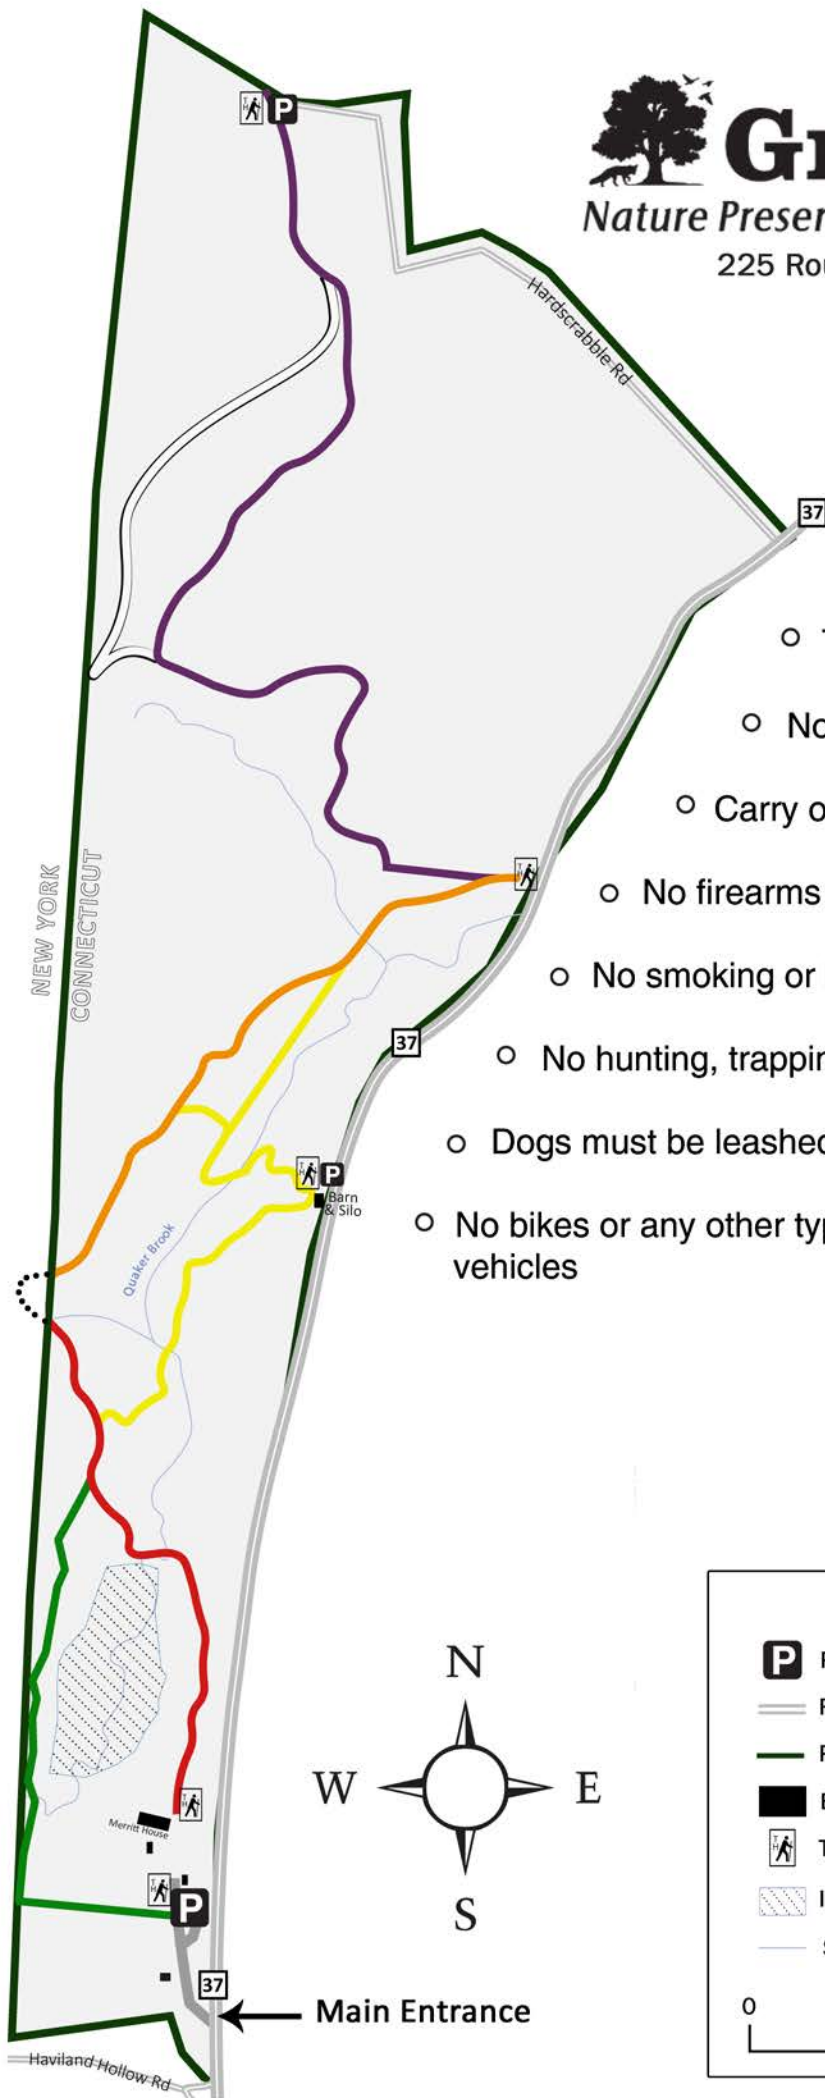 P
Gr
Nature Preser
225 Rou
Hardscrabble Rd
37
No
Carry o
NEW YORK
CONNECTICUT
No firearms
No smoking or
37
No hunting, trappin
Dogs must be leashed
P
Barn
& Silo
No bikes or any other typ
vehicles
Quaker Brook
N
W E
S
P
Merritt House
P
37
Main Entrance
0
Haviland Hollow Rd